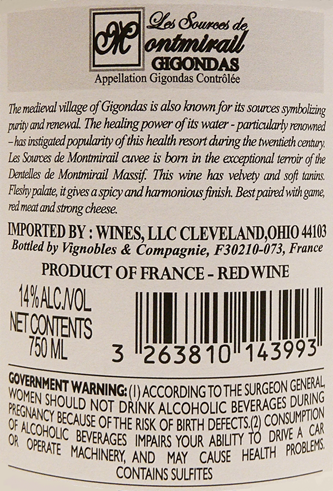 Les Sources de
Montmirail
GIGONDAS
Appellation Gigondas Contrôlée
The medieval village of Gigondas is also known for its sources symbolizing
purity and renewal. The healing power of its water - particularly renowned
– has instigated popularity of this health resort during the twentieth century.
Les Sources de Montmirail cuvee is born in the exceptional terroir of the
Dentelles de Montmirail Massif. This wine has velvety and soft tanins.
Fleshy palate, it gives a spicy and harmonious finish. Best paired with game,
red meat and strong cheese.
IMPORTED BY : WINES, LLC CLEVELAND,OHIO 44103
Bottled by Vignobles & Compagnie, F30210-073, France
PRODUCT OF FRANCE - RED WINE
14% ALC./VOL
NET CONTENTS
750 ML
3 263810 143993
GOVERNMENT WARNING: (1) ACCORDING TO THE SURGEON GENERAL,
WOMEN SHOULD NOT DRINK ALCOHOLIC BEVERAGES DURING
PREGNANCY BECAUSE OF THE RISK OF BIRTH DEFECTS.(2) CONSUMPTION
OF ALCOHOLIC BEVERAGES IMPAIRS YOUR ABILITY TO DRIVE A CAR
OR OPERATE MACHINERY, AND MAY CAUSE HEALTH PROBLEMS.
CONTAINS SULFITES